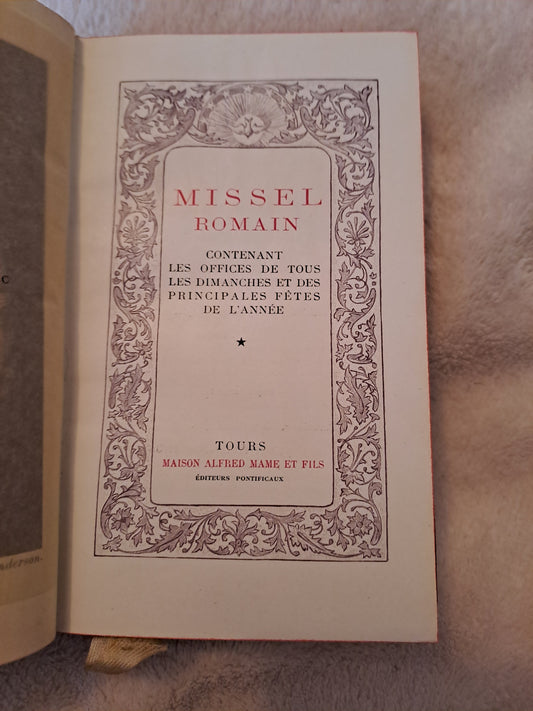 C
MISSEL
ROMAIN
CONTENANT
LES OFFICES DE TOUS
LES DIMANCHES ET DES
PRINCIPALES FÊTES
DE L'ANNÉE
★
TOURS
MAISON ALFRED MAME ET FILS
ÉDITEURS PONTIFICAUX